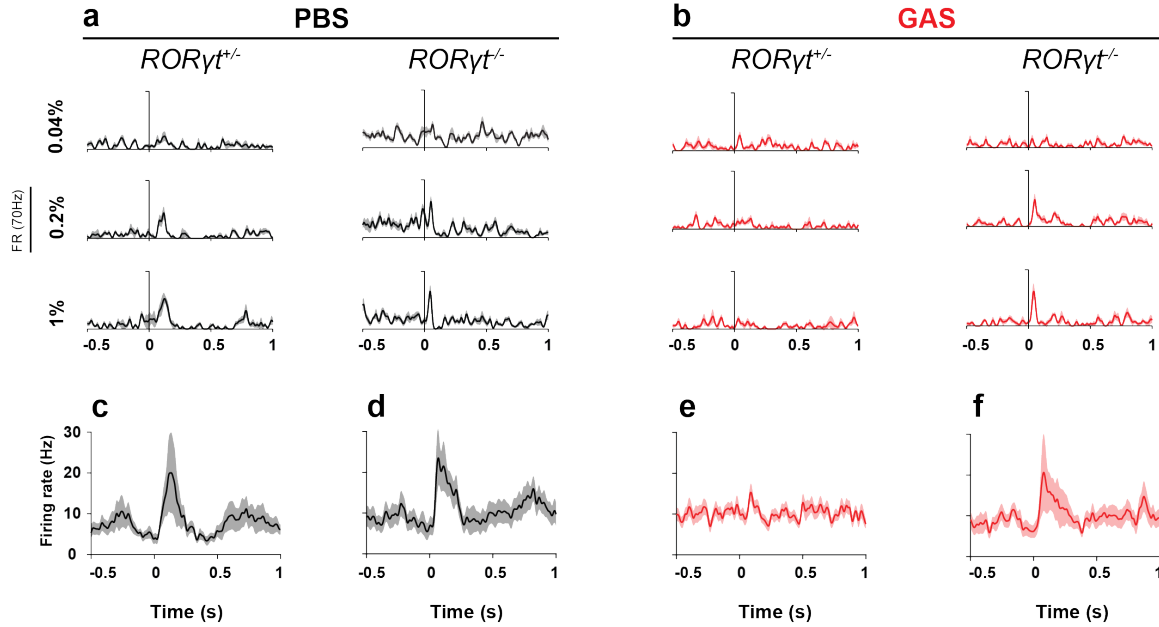 a PBS b GAS
RORγt+/- RORγt-/- RORγt+/- RORγt-/-
0.04%
FR (70Hz)
0.2%
1%
-0.5 0 0.5 1 -0.5 0 0.5 1 -0.5 0 0.5 1 -0.5 0 0.5 1
c d e f
Firing rate (Hz)
30
20
10
0
-0.5 0 0.5 1 -0.5 0 0.5 1 -0.5 0 0.5 1 -0.5 0 0.5 1
Time (s) Time (s) Time (s) Time (s)